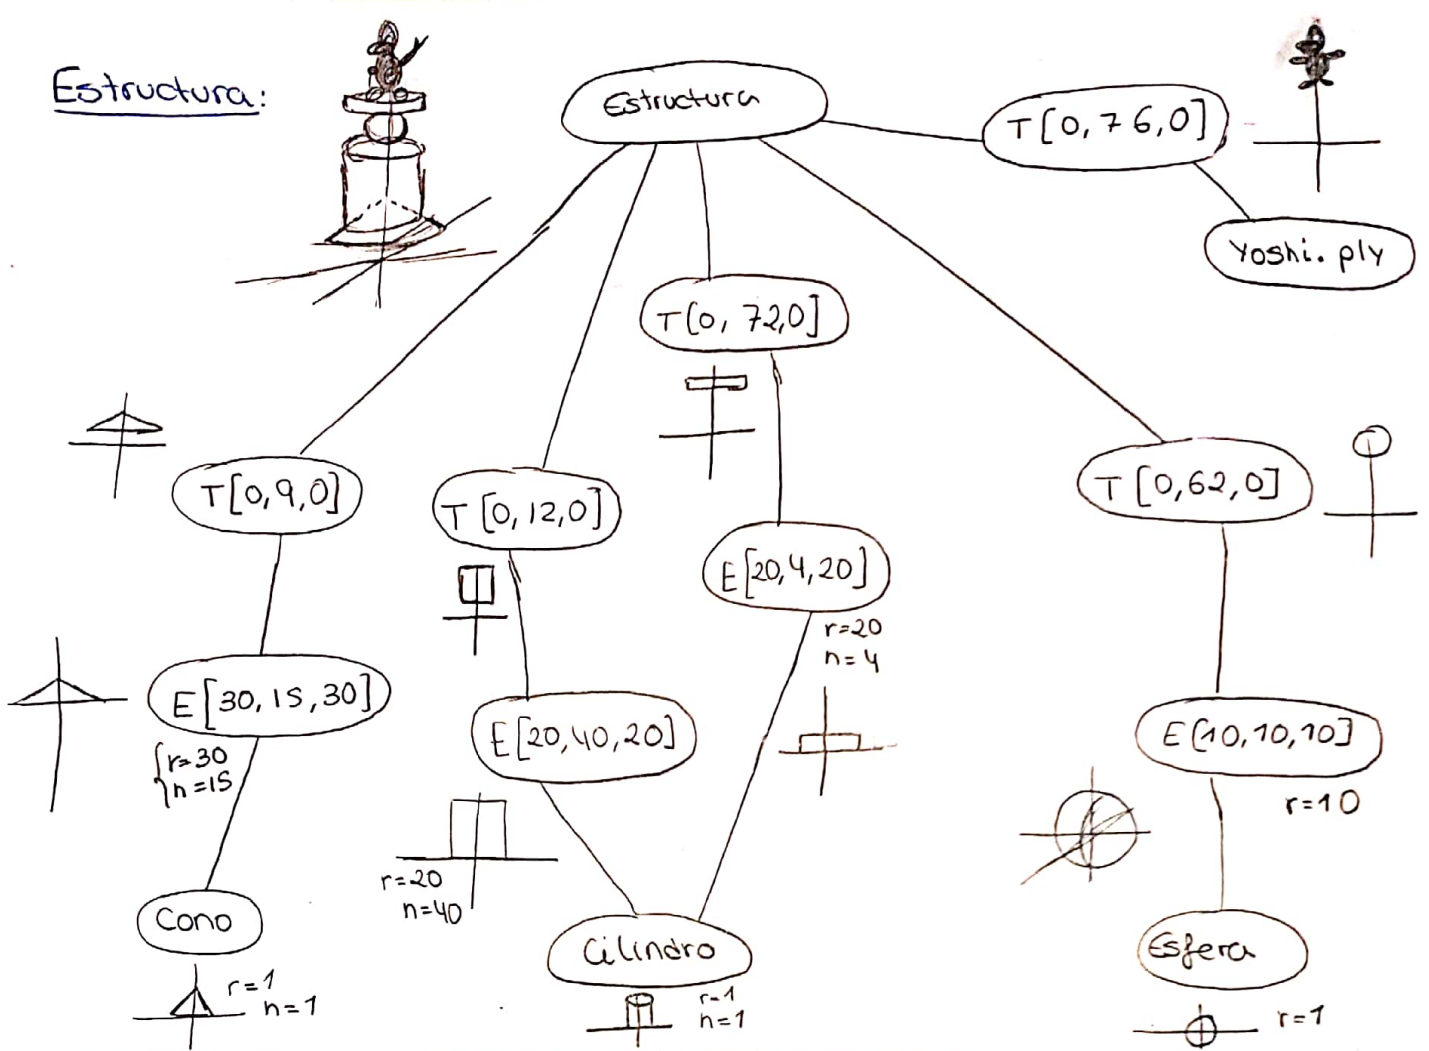 Estructura:
Estructura
T[0,76,0]
Yoshi.ply
T[0,72,0]
T[0,9,0]
T[0,12,0]
T[0,62,0]
E[20,4,20]
r=20
n=4
E[30,15,30]
r=30
n=15
E[20,40,20]
E[10,10,10]
r=10
r=20
n=40
Cono
r=1
n=1
Cilindro
r=1
n=1
Esfera
r=1